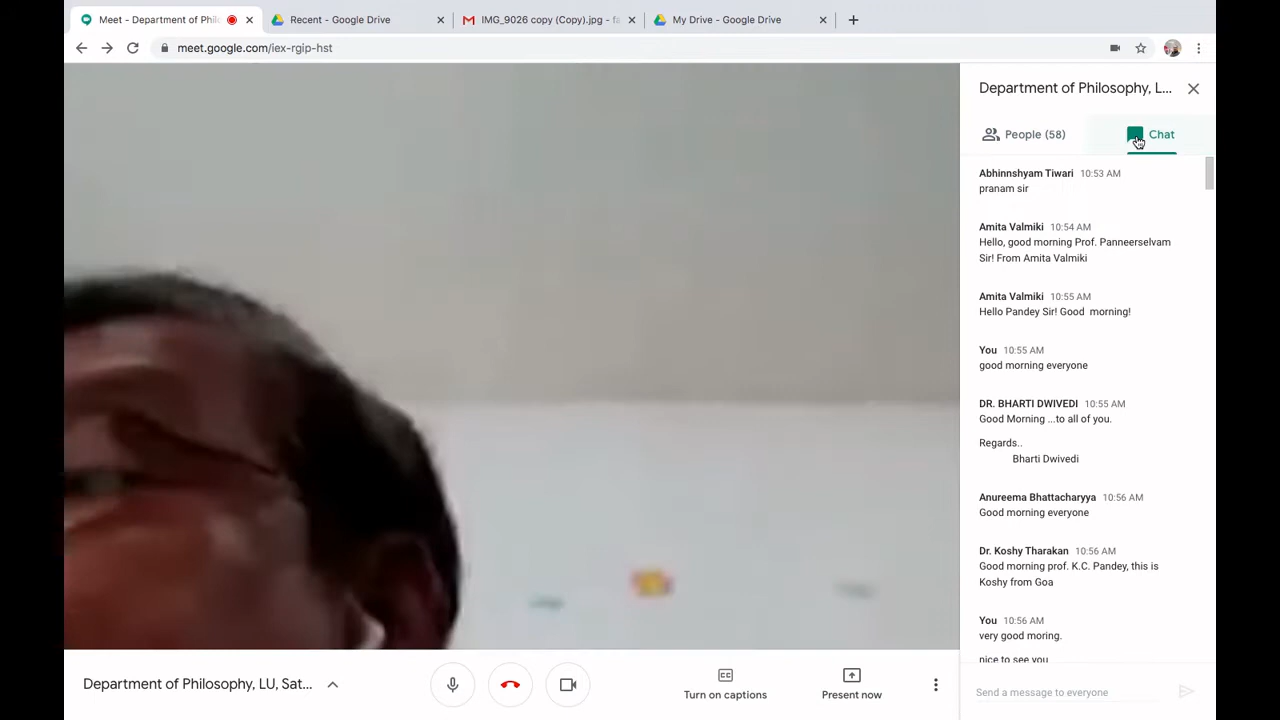 Meet - Department of Phil
Recent - Google Drive
IMG_9026 copy (Copy).jpg - fa
My Drive - Google Drive
meet.google.com/iex-rgip-hst
Department of Philosophy, L...
People (58)
Chat
Abhinnshyam Tiwari 10:53 AM
pranam sir
Amita Valmiki 10:54 AM
Hello, good morning Prof. Panneerselvam
Sir! From Amita Valmiki
Amita Valmiki 10:55 AM
Hello Pandey Sir! Good morning!
You 10:55 AM
good morning everyone
DR. BHARTI DWIVEDI 10:55 AM
Good Morning ...to all of you.
Regards..
Bharti Dwivedi
Anureema Bhattacharyya 10:56 AM
Good morning everyone
Dr. Koshy Tharakan 10:56 AM
Good morning prof. K.C. Pandey, this is
Koshy from Goa
You 10:56 AM
very good moring.
nice to see you
Department of Philosophy, LU, Sat...
Turn on captions
Present now
Send a message to everyone